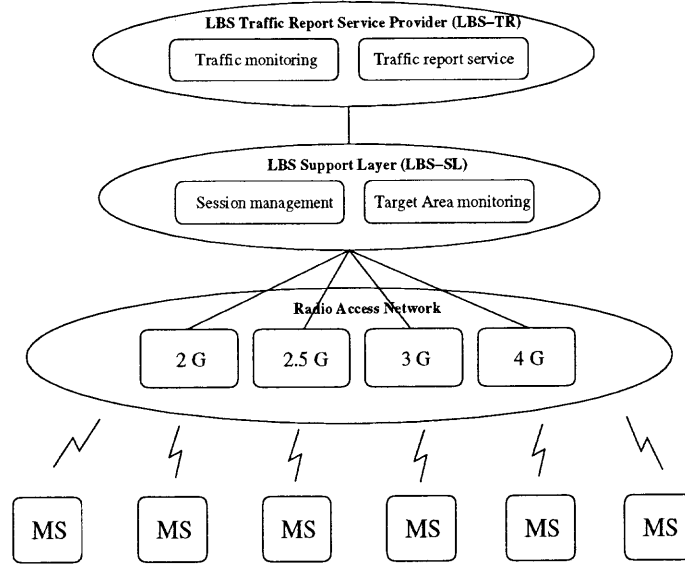 LBS Traffic Report Service Provider (LBS–TR)
Traffic monitoring
Traffic report service
LBS Support Layer (LBS–SL)
Session management
Target Area monitoring
Radio Access Network
2 G
2.5 G
3 G
4 G
MS
MS
MS
MS
MS
MS